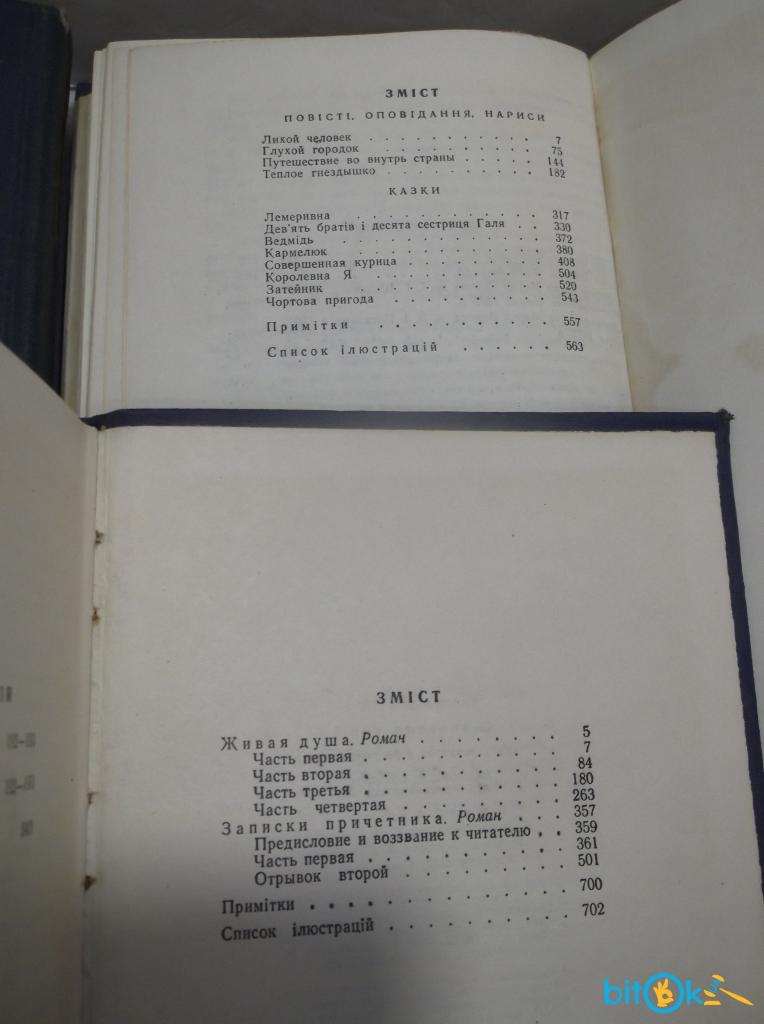 ЗМІСТ
ПОВІСТІ, ОПОВІДАННЯ, НАРИСИ
Лихой человек . . . . . . . . . . . 7
Глухой городок . . . . . . . . . . 75
Путешествие во внутрь страны . . . . . 144
Теплое гнездышко . . . . . . . . . 182
КАЗКИ
Лемеривна . . . . . . . . . . . 317
Дев'ять братів і десята сестриця Галя . . 330
Ведмідь . . . . . . . . . . . 372
Кармелюк . . . . . . . . . . . 380
Совершенная курица . . . . . . . . 408
Королевна Я . . . . . . . . . . 504
Затейник . . . . . . . . . . . 520
Чортова пригода . . . . . . . . . 543
Примітки . . . . . . . . . . 557
Список ілюстрацій . . . . . . 563
ЗМІСТ
Живая душа. Роман . . . . . . . . 5
Часть первая . . . . . . . . . . . 7
Часть вторая . . . . . . . . . . . 84
Часть третья . . . . . . . . . . . 180
Часть четвертая . . . . . . . . . 263
Записки причетника. Роман . . . 357
Предисловие и воззвание к читателю . . 359
Часть первая . . . . . . . . . . . 361
Отрывок второй . . . . . . . . . 501
Примітки . . . . . . . . . . . . . . 700
Список ілюстрацій . . . . . . . . . . 702
bitOk